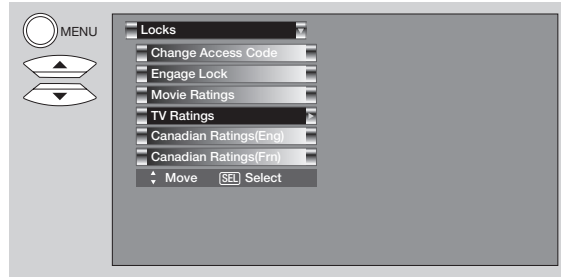 MENU
Locks
Change Access Code
Engage Lock
Movie Ratings
TV Ratings
Canadian Ratings(Eng)
Canadian Ratings(Frn)
Move SEL Select